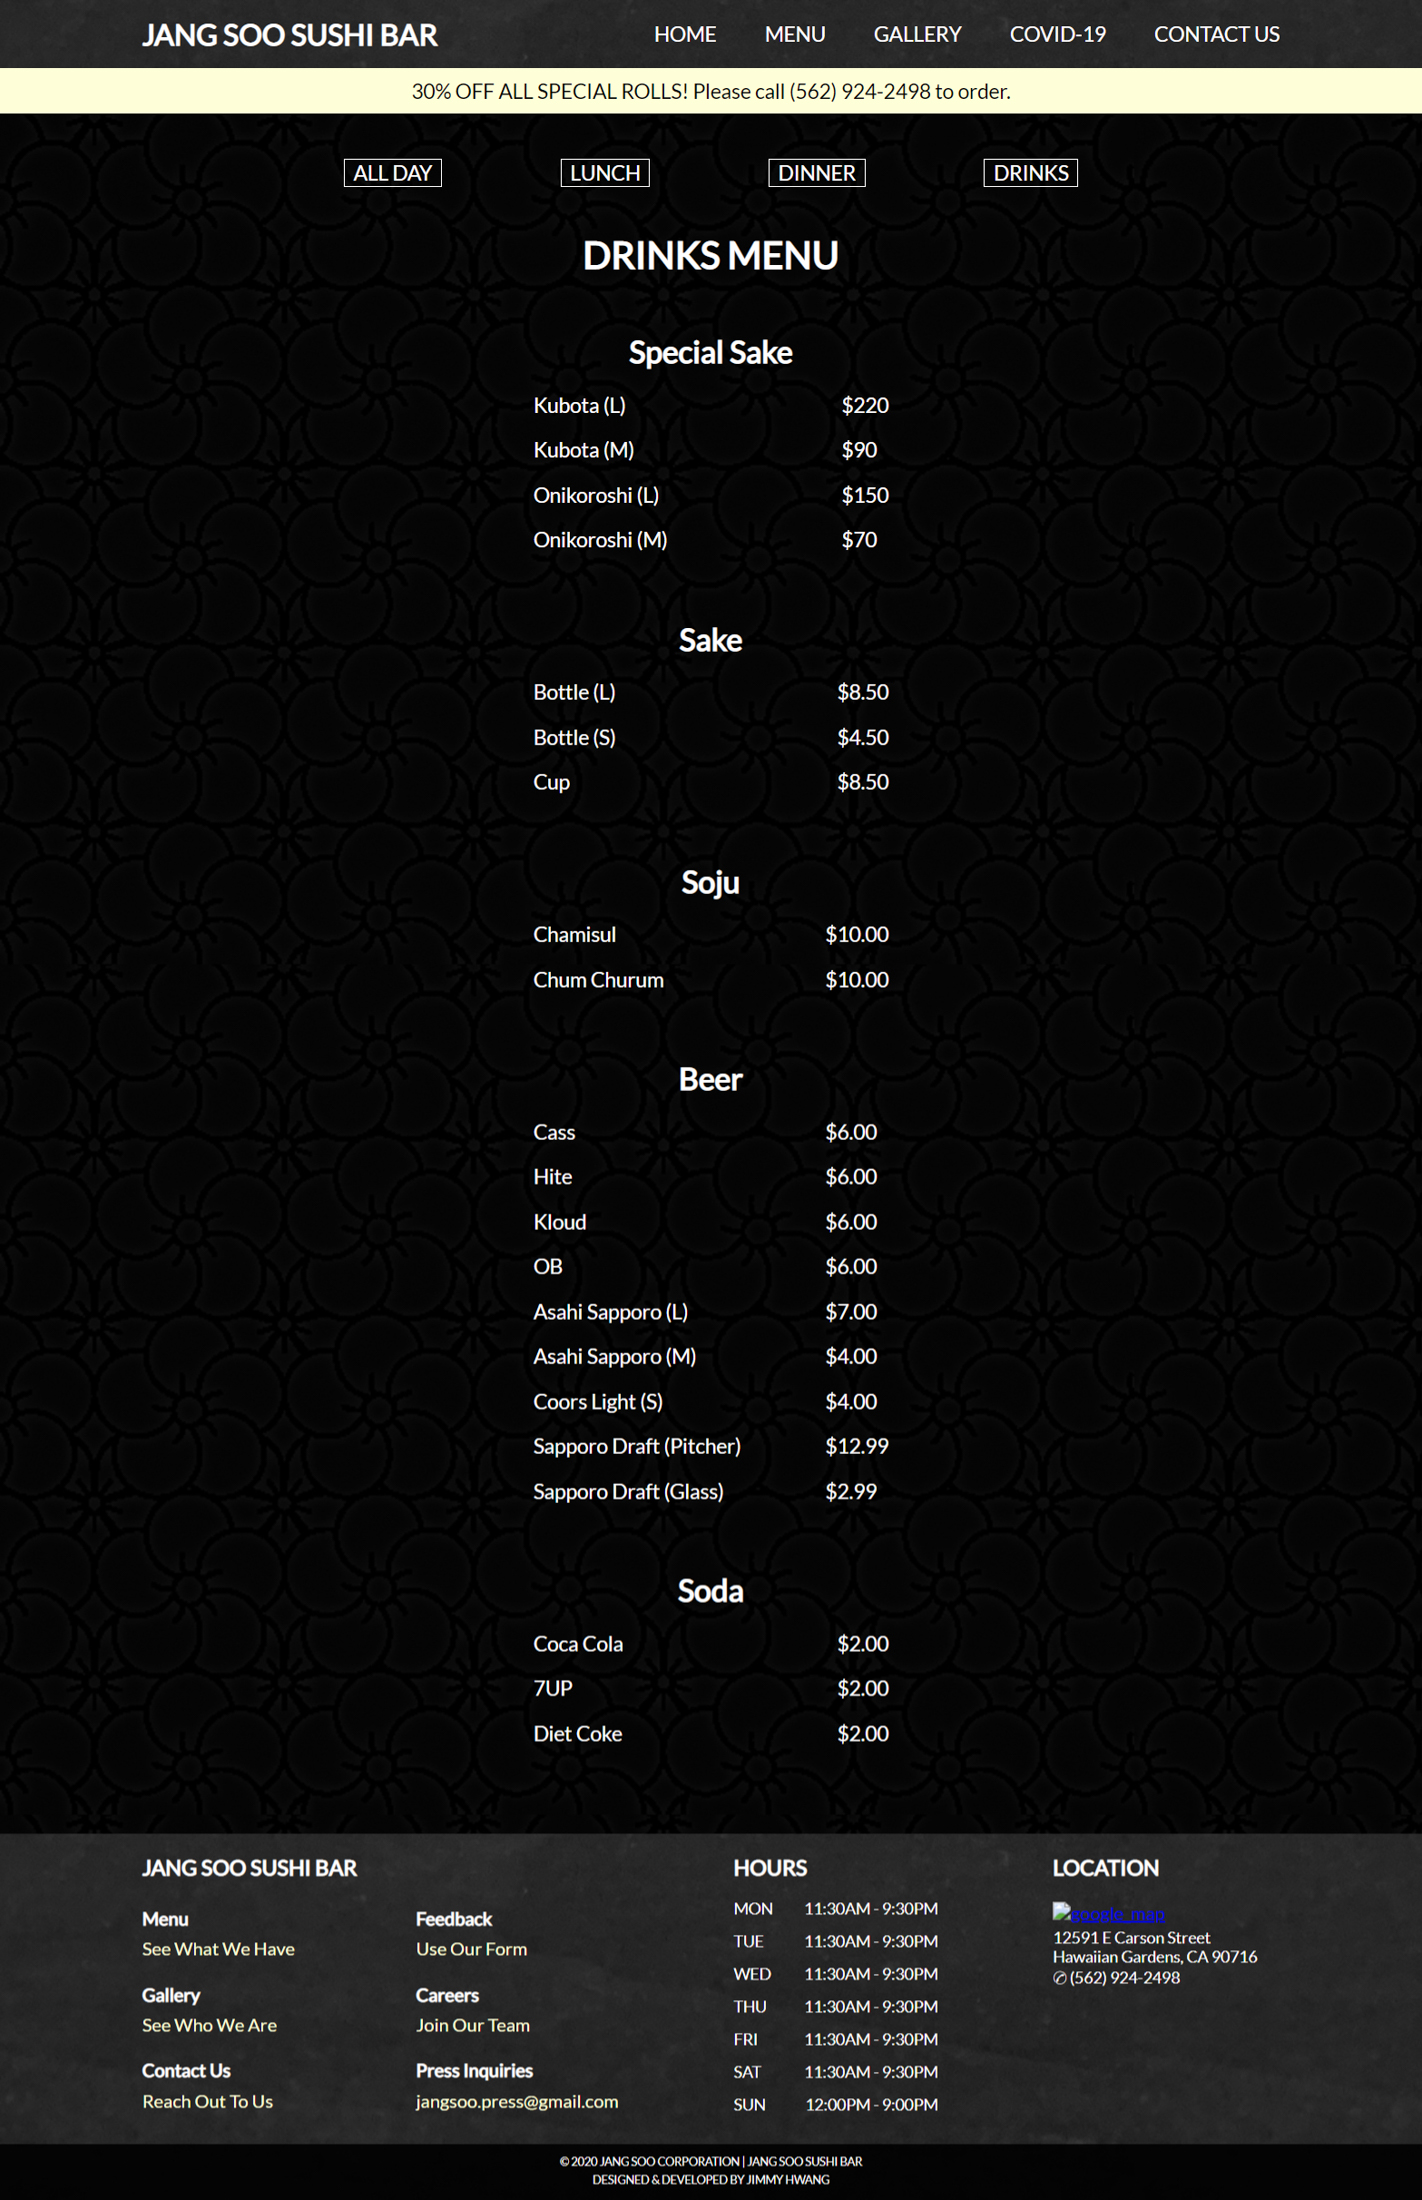 JANG SOO SUSHI BAR HOME MENU GALLERY COVID-19 CONTACT US
30% OFF ALL SPECIAL ROLLS! Please call (562) 924-2498 to order.
ALL DAY LUNCH DINNER DRINKS
DRINKS MENU
Special Sake
Kubota (L) $220
Kubota (M) $90
Onikoroshi (L) $150
Onikoroshi (M) $70
Sake
Bottle (L) $8.50
Bottle (S) $4.50
Cup $8.50
Soju
Chamisul $10.00
Chum Churum $10.00
Beer
Cass $6.00
Hite $6.00
Kloud $6.00
OB $6.00
Asahi Sapporo (L) $7.00
Asahi Sapporo (M) $4.00
Coors Light (S) $4.00
Sapporo Draft (Pitcher) $12.99
Sapporo Draft (Glass) $2.99
Soda
Coca Cola $2.00
7UP $2.00
Diet Coke $2.00
JANG SOO SUSHI BAR
Menu
See What We Have
Gallery
See Who We Are
Contact Us
Reach Out To Us
Feedback
Use Our Form
Careers
Join Our Team
Press Inquiries
jangsoo.press@gmail.com
HOURS
MON 11:30AM - 9:30PM
TUE 11:30AM - 9:30PM
WED 11:30AM - 9:30PM
THU 11:30AM - 9:30PM
FRI 11:30AM - 9:30PM
SAT 11:30AM - 9:30PM
SUN 12:00PM - 9:00PM
LOCATION
google_map
12591 E Carson Street
Hawaiian Gardens, CA 90716
✆ (562) 924-2498
© 2020 JANG SOO CORPORATION | JANG SOO SUSHI BAR
DESIGNED & DEVELOPED BY JIMMY HWANG